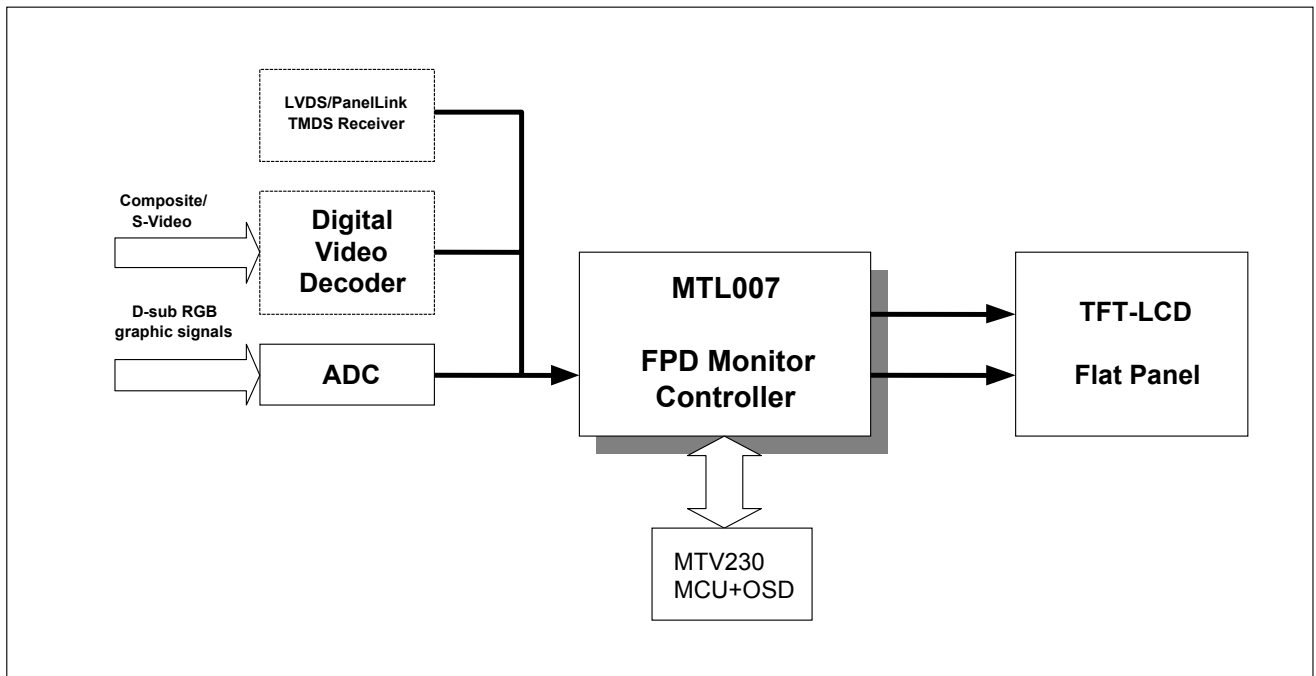 LVDS/PanelLink
TMDS Receiver
Composite/
S-Video
Digital
Video
Decoder
D-sub RGB
graphic signals
ADC
MTL007
FPD Monitor
Controller
TFT-LCD
Flat Panel
MTV230
MCU+OSD